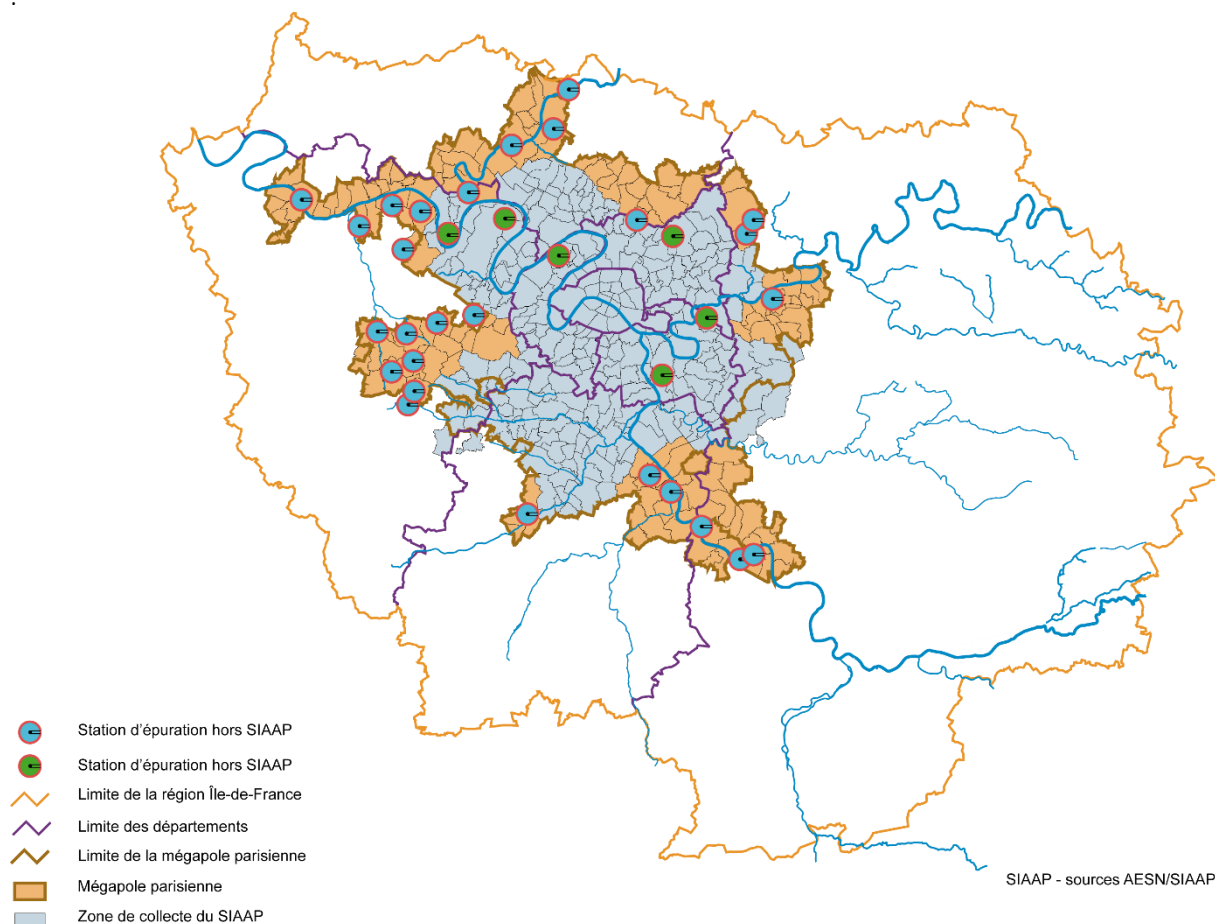 .
Station d'épuration hors SIAAP
Station d'épuration hors SIAAP
Limite de la région Île-de-France
Limite des départements
Limite de la mégapole parisienne
Mégapole parisienne
Zone de collecte du SIAAP
SIAAP - sources AESN/SIAAP